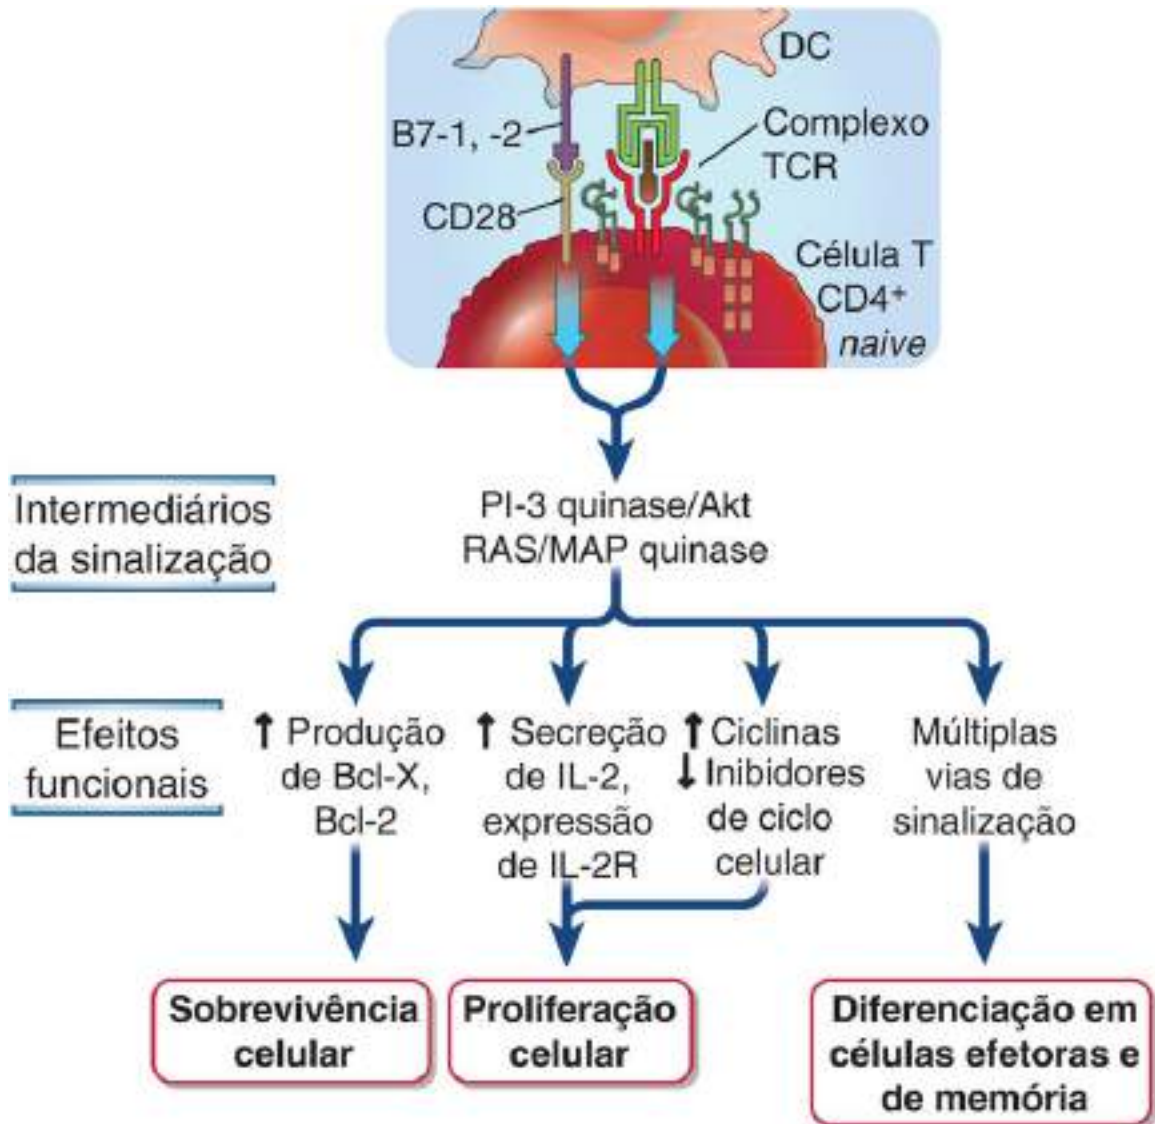 DC
B7-1, -2
Complexo
TCR
CD28
Célula T
CD4+
naive
Intermediários
da sinalização
PI-3 quinase/Akt
RAS/MAP quinase
Efeitos
funcionais
↑ Produção
de Bcl-X,
Bcl-2
↑ Secreção
de IL-2,
expressão
de IL-2R
↑ Ciclinas
↓ Inibidores
de ciclo
celular
Múltiplas
vias de
sinalização
Sobrevivência
celular
Proliferação
celular
Diferenciação em
células efetoras e
de memória